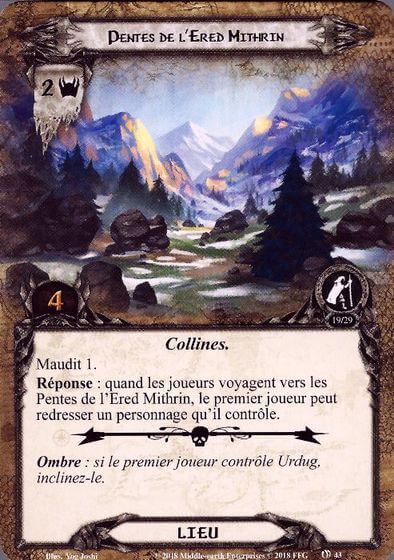 Pentes de l'Ered Mithrin
2
4
19/29
Collines.
Maudit 1.
Réponse : quand les joueurs voyagent vers les
Pentes de l'Ered Mithrin, le premier joueur peut
redresser un personnage qu'il contrôle.
Ombre : si le premier joueur contrôle Urdug,
inclinez-le.
LIEU
Illus. Yog Joshi
© 2018 Middle-earth Enterprises © 2018 FFG
43